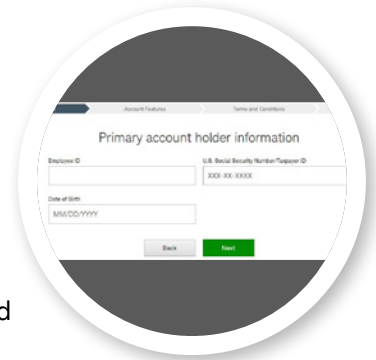 Account Features Terms and Conditions
Primary account holder information
Employee ID U.S. Social Security Number/Taxpayer ID
XXX-XX-XXXX
Date of Birth
MM/DD/YYYY
Back Next
d